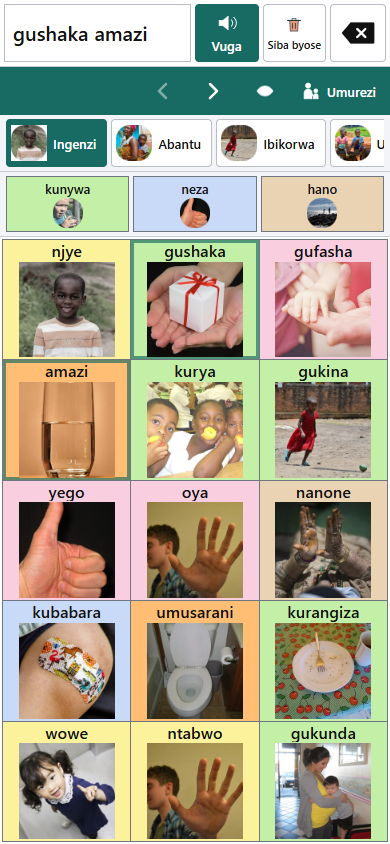 gushaka amazi
Vuga
Siba byose
Umurezi
Ingenzi
Abantu
Ibikorwa
kunywa
neza
hano
njye
gushaka
gufasha
amazi
kurya
gukina
yego
oya
nanone
kubabara
umusarani
kurangiza
wowe
ntabwo
gukunda